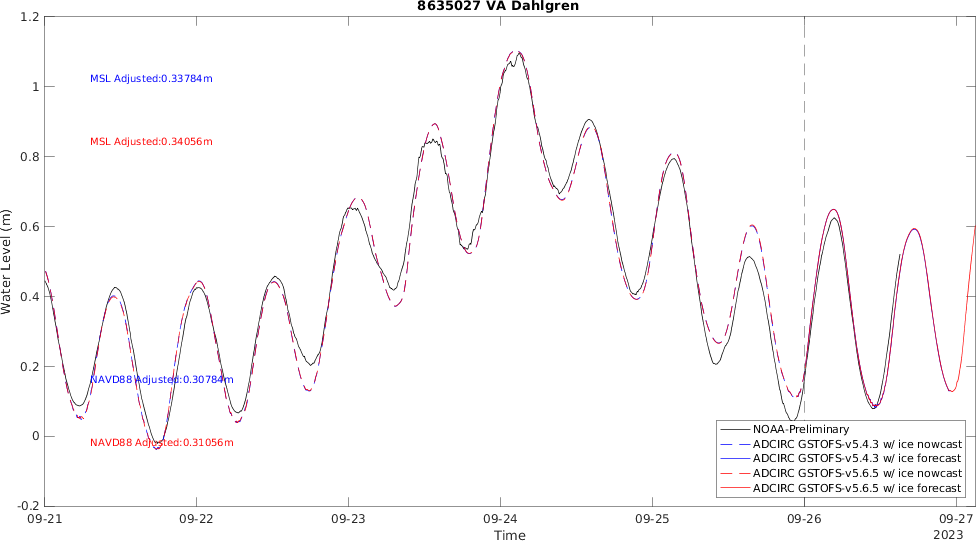 8635027 VA Dahlgren
1.2
1
0.8
0.6
0.4
0.2
0
-0.2
Water Level (m)
MSL Adjusted:0.33784m
MSL Adjusted:0.34056m
NAVD88 Adjusted:0.30784m
NAVD88 Adjusted:0.31056m
NOAA-Preliminary
ADCIRC GSTOFS-v5.4.3 w/ ice nowcast
ADCIRC GSTOFS-v5.4.3 w/ ice forecast
ADCIRC GSTOFS-v5.6.5 w/ ice nowcast
ADCIRC GSTOFS-v5.6.5 w/ ice forecast
09-21 09-22 09-23 09-24 09-25 09-26 09-27
Time
2023